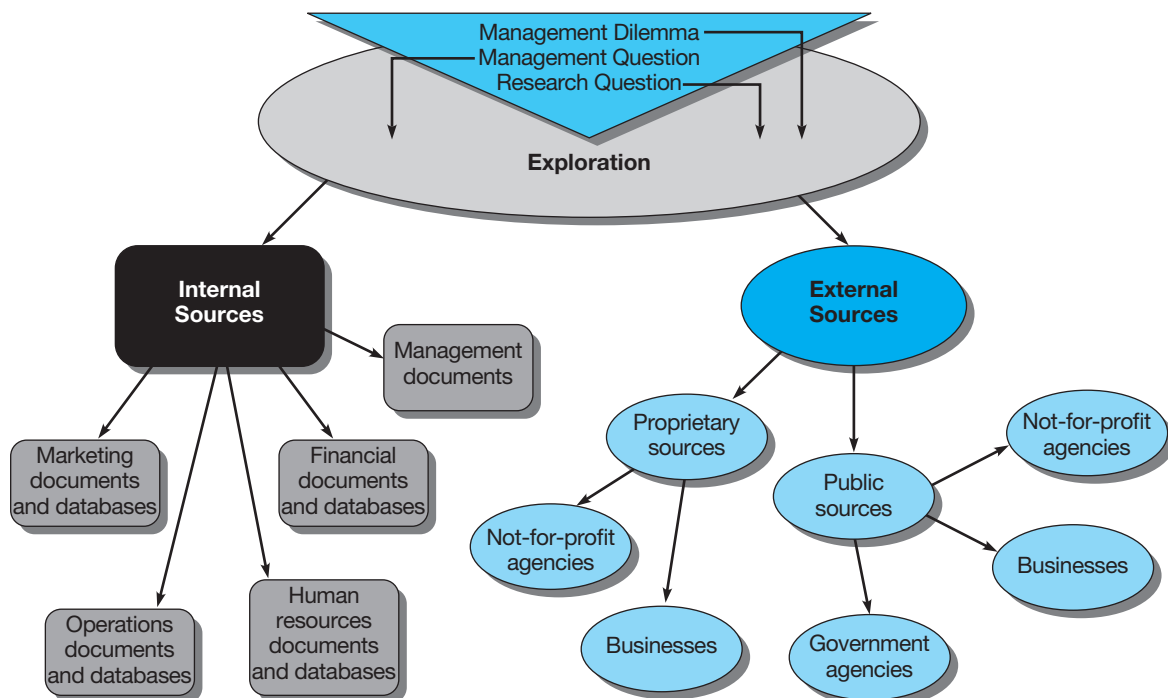 Management Dilemma
Management Question
Research Question
Exploration
Internal
Sources
External
Sources
Management
documents
Marketing
documents
and databases
Financial
documents
and databases
Operations
documents
and databases
Human
resources
documents
and databases
Proprietary
sources
Not-for-profit
agencies
Businesses
Public
sources
Not-for-profit
agencies
Businesses
Government
agencies